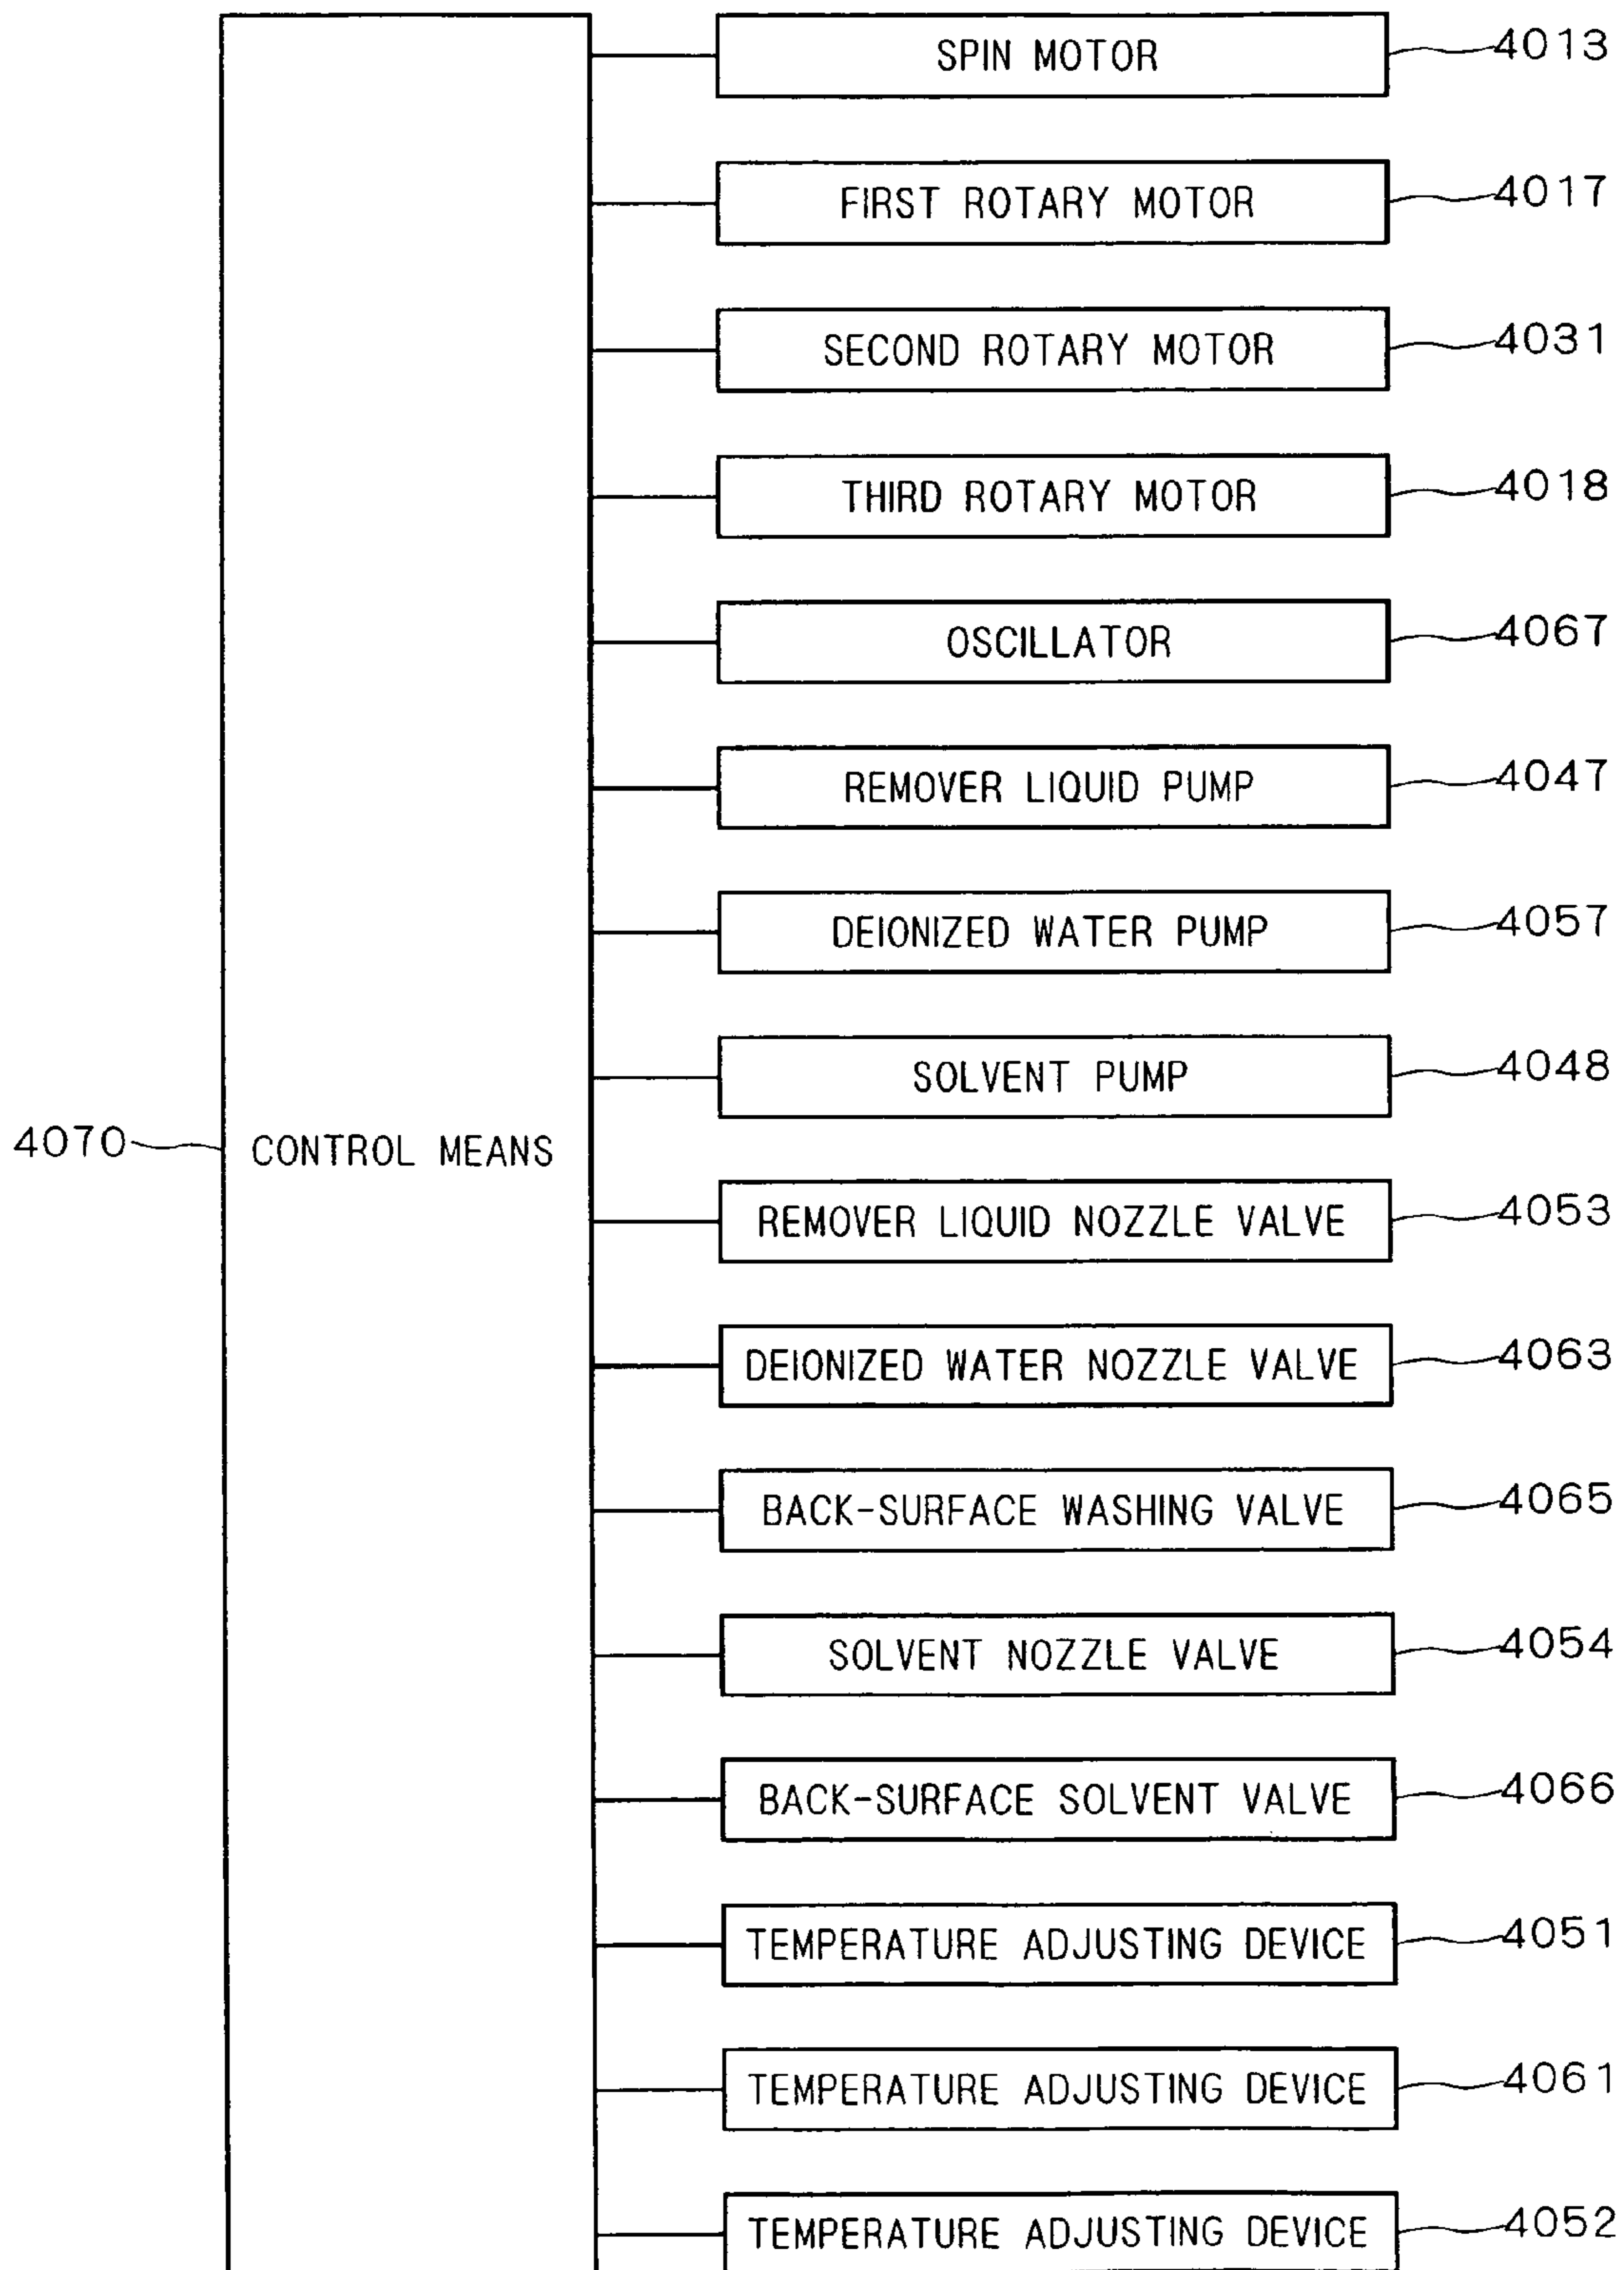 SPIN MOTOR 4013
FIRST ROTARY MOTOR 4017
SECOND ROTARY MOTOR 4031
THIRD ROTARY MOTOR 4018
OSCILLATOR 4067
REMOVER LIQUID PUMP 4047
DEIONIZED WATER PUMP 4057
SOLVENT PUMP 4048
4070 CONTROL MEANS
REMOVER LIQUID NOZZLE VALVE 4053
DEIONIZED WATER NOZZLE VALVE 4063
BACK-SURFACE WASHING VALVE 4065
SOLVENT NOZZLE VALVE 4054
BACK-SURFACE SOLVENT VALVE 4066
TEMPERATURE ADJUSTING DEVICE 4051
TEMPERATURE ADJUSTING DEVICE 4061
TEMPERATURE ADJUSTING DEVICE 4052